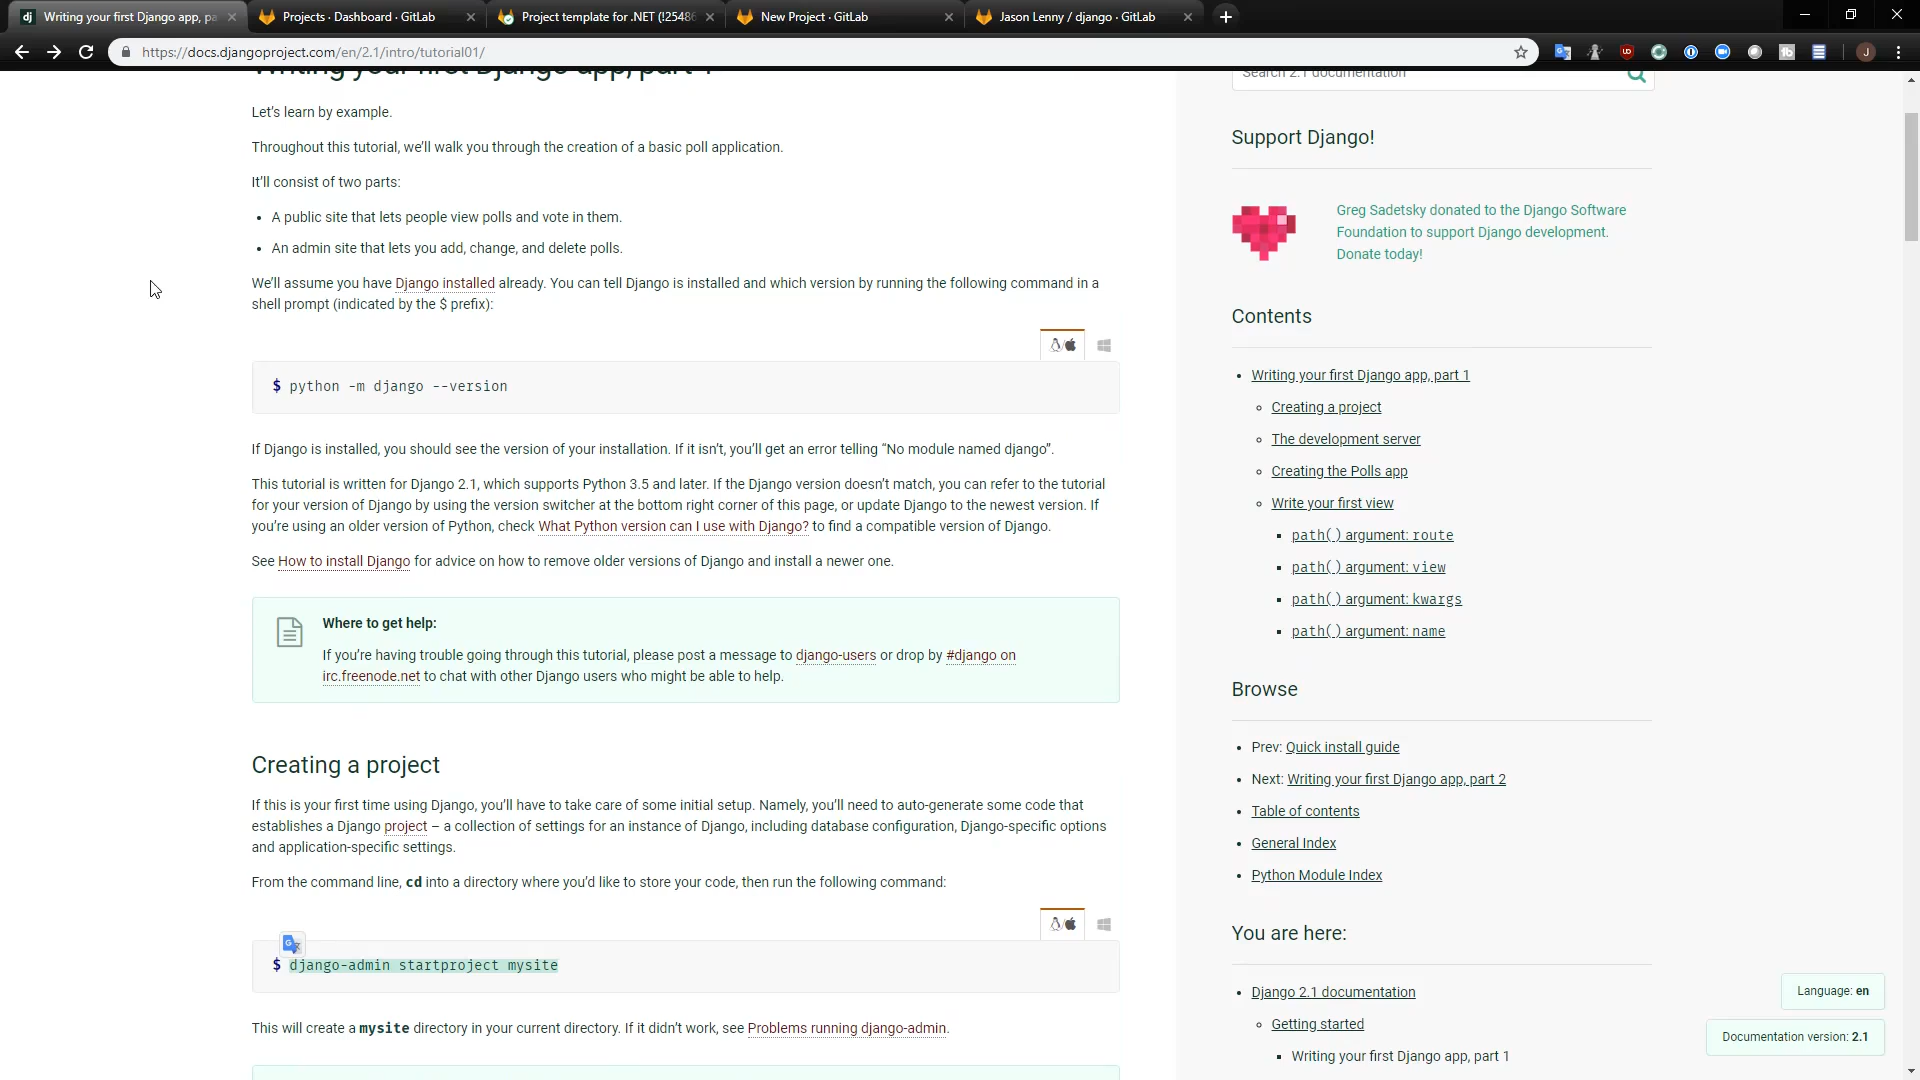 Writing your first Django app, pa
Projects · Dashboard · GitLab
Project template for .NET (!25486
New Project · GitLab
Jason Lenny / django · GitLab
https://docs.djangoproject.com/en/2.1/intro/tutorial01/
Writing your first Django app, part 1
Let's learn by example.
Throughout this tutorial, we'll walk you through the creation of a basic poll application.
It'll consist of two parts:
• A public site that lets people view polls and vote in them.
• An admin site that lets you add, change, and delete polls.
We'll assume you have Django installed already. You can tell Django is installed and which version by running the following command in a
shell prompt (indicated by the $ prefix):
$ python -m django --version
If Django is installed, you should see the version of your installation. If it isn't, you'll get an error telling “No module named django”.
This tutorial is written for Django 2.1, which supports Python 3.5 and later. If the Django version doesn't match, you can refer to the tutorial
for your version of Django by using the version switcher at the bottom right corner of this page, or update Django to the newest version. If
you're using an older version of Python, check What Python version can I use with Django? to find a compatible version of Django.
See How to install Django for advice on how to remove older versions of Django and install a newer one.
Where to get help:
If you're having trouble going through this tutorial, please post a message to django-users or drop by #django on
irc.freenode.net to chat with other Django users who might be able to help.
Creating a project
If this is your first time using Django, you'll have to take care of some initial setup. Namely, you'll need to auto-generate some code that
establishes a Django project – a collection of settings for an instance of Django, including database configuration, Django-specific options
and application-specific settings.
From the command line, cd into a directory where you'd like to store your code, then run the following command:
$ django-admin startproject mysite
This will create a mysite directory in your current directory. If it didn't work, see Problems running django-admin.
Search 2.1 documentation
Support Django!
Greg Sadetsky donated to the Django Software
Foundation to support Django development.
Donate today!
Contents
• Writing your first Django app, part 1
Creating a project
The development server
Creating the Polls app
Write your first view
path() argument: route
path() argument: view
path() argument: kwargs
path() argument: name
Browse
• Prev: Quick install guide
• Next: Writing your first Django app, part 2
• Table of contents
• General Index
• Python Module Index
You are here:
• Django 2.1 documentation
Getting started
Writing your first Django app, part 1
Language: en
Documentation version: 2.1